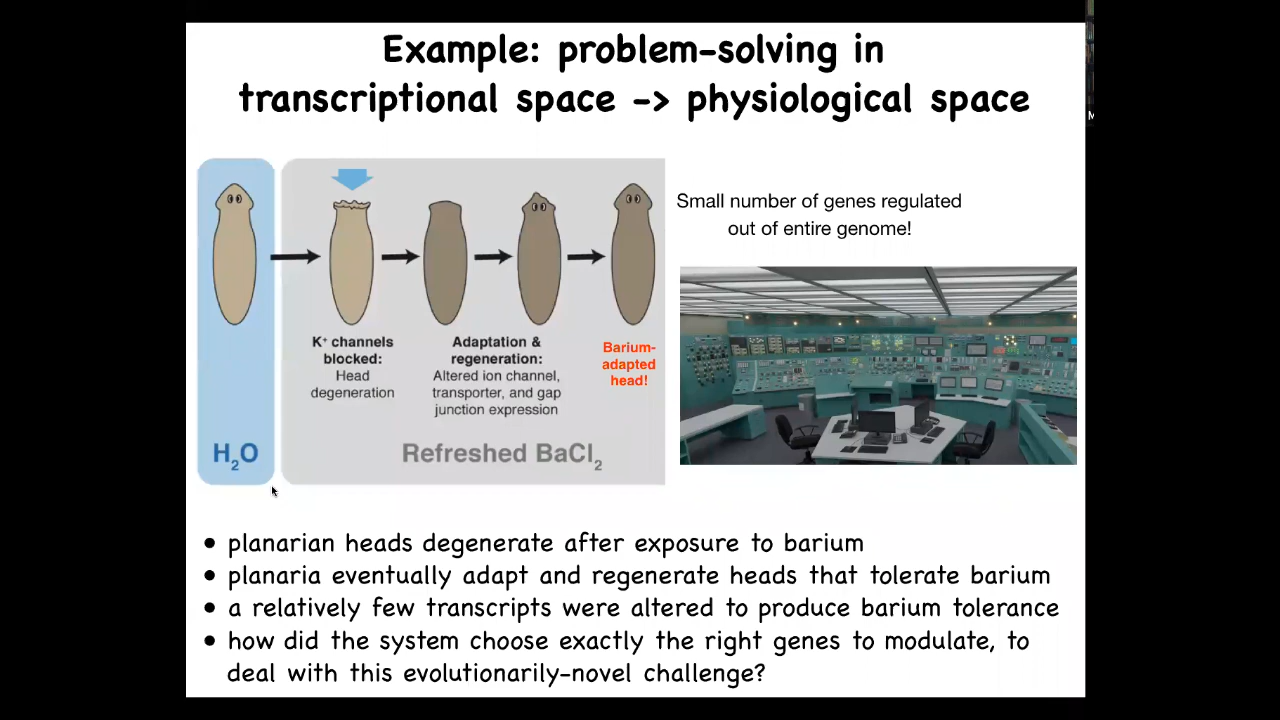 Example: problem-solving in
transcriptional space -> physiological space
Small number of genes regulated
out of entire genome!
K⁺ channels
blocked:
Head
degeneration
Adaptation &
regeneration:
Altered ion channel,
transporter, and gap
junction expression
Barium-
adapted
head!
H₂O
Refreshed BaCl₂
• planarian heads degenerate after exposure to barium
• planaria eventually adapt and regenerate heads that tolerate barium
• a relatively few transcripts were altered to produce barium tolerance
• how did the system choose exactly the right genes to modulate, to
deal with this evolutionarily-novel challenge?